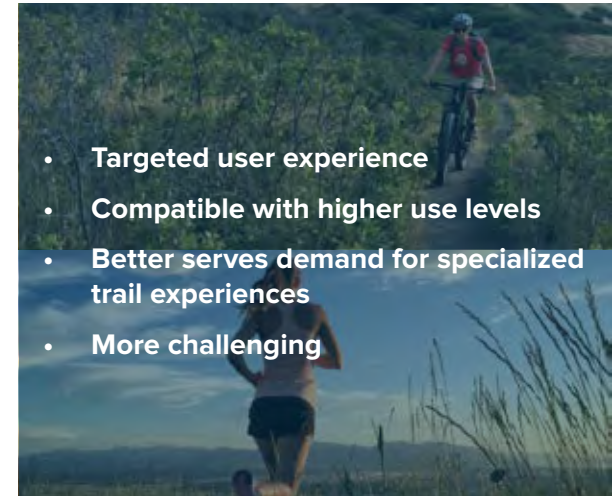 • Targeted user experience
• Compatible with higher use levels
• Better serves demand for specialized
trail experiences
• More challenging